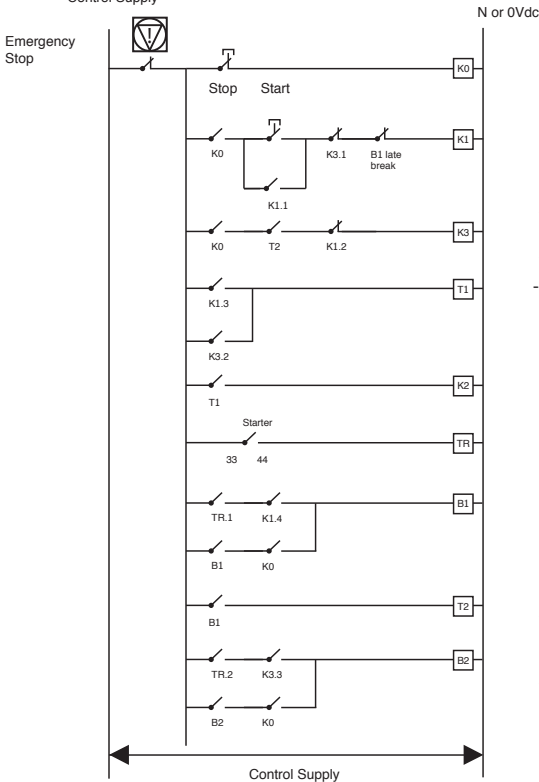 Control Supply
N or 0Vdc
Emergency
Stop
K0
Stop Start
K1
K0 K3.1 B1 late
break
K1.1
K3
K0 T2 K1.2
T1
-
K1.3
K3.2
K2
T1
Starter
TR
33 44
B1
TR.1 K1.4
B1 K0
T2
B1
B2
TR.2 K3.3
B2 K0
Control Supply